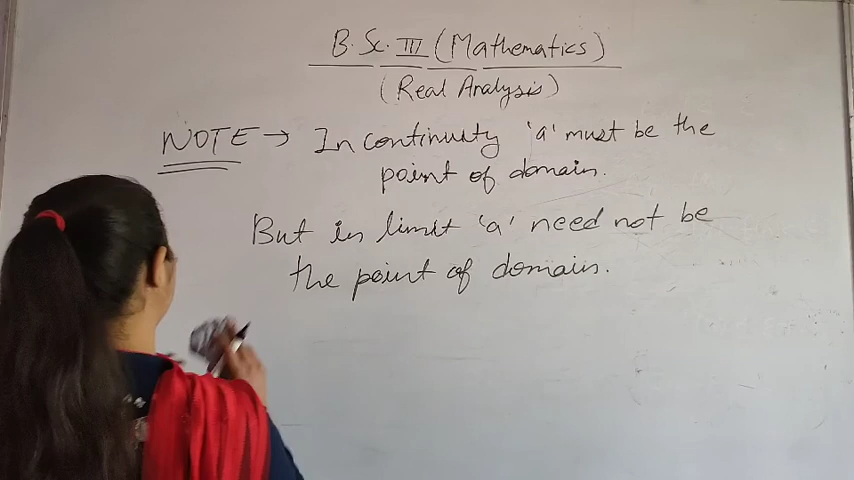 B.Sc. III (Mathematics)
(Real Analysis)
NOTE → In continuity 'a' must be the
point of domain.
But in limit 'a' need not be
the point of domain.